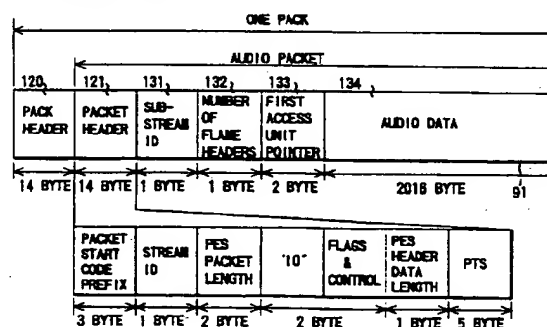 ONE PACK
AUDIO PACKET
120 121 131 132 133 134
PACK
HEADER
PACKET
HEADER
SUB-
STREAM
ID
NUMBER
OF
FLAME
HEADERS
FIRST
ACCESS
UNIT
POINTER
AUDIO DATA
14 BYTE 14 BYTE 1 BYTE 1 BYTE 2 BYTE 2016 BYTE 91
PACKET
START
CODE
PREFIX
STREAM
ID
PES
PACKET
LENGTH
"10"
FLAGS
&
CONTROL
PES
HEADER
DATA
LENGTH
PTS
3 BYTE 1 BYTE 2 BYTE 2 BYTE 1 BYTE 5 BYTE